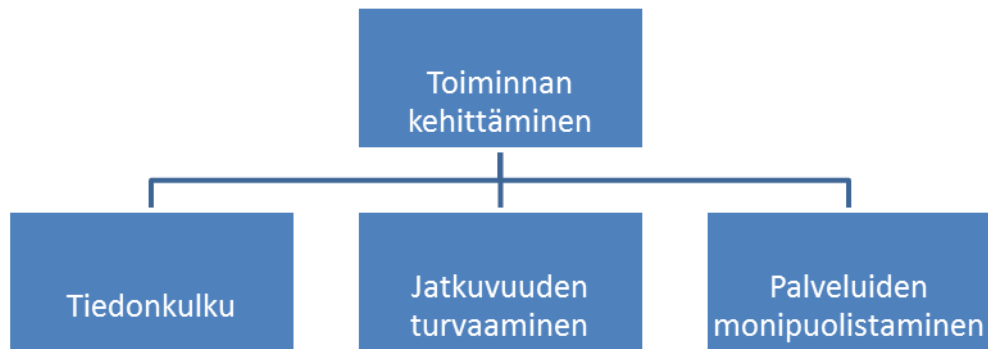 Toiminnan
kehittäminen
Tiedonkulku
Jatkuvuuden
turvaaminen
Palveluiden
monipuolistaminen